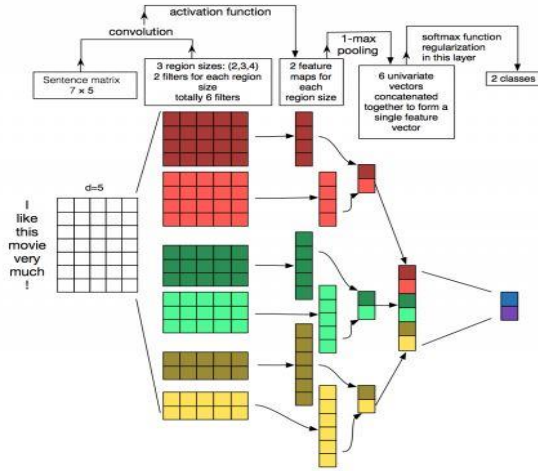 activation function
convolution
1-max
pooling
softmax function
regularization
in this layer
Sentence matrix
7 × 5
3 region sizes: (2,3,4)
2 filters for each region
size
totally 6 filters
2 feature
maps for
each
region size
6 univariate
vectors
concatenated
together to form a
single feature
vector
2 classes
d=5
I
like
this
movie
very
much
!